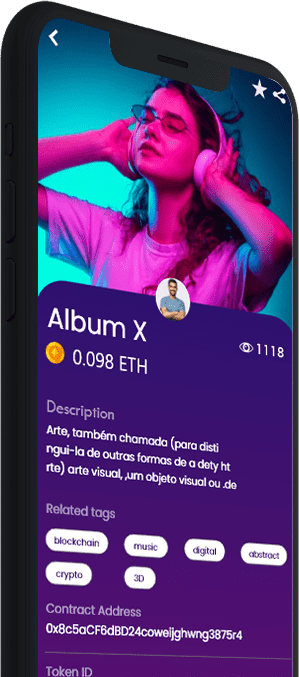 Album X
1118
0.098 ETH
Description
Arte, também chamada (para disti
ngui-la de outras formas de a dety ht
rte) arte visual, ,um objeto visual ou .de
Related tags
blockchain music digital abstract
crypto 3D
Contract Address
0x8c5aCF6dBD24coweijghwng3875r4
Token ID